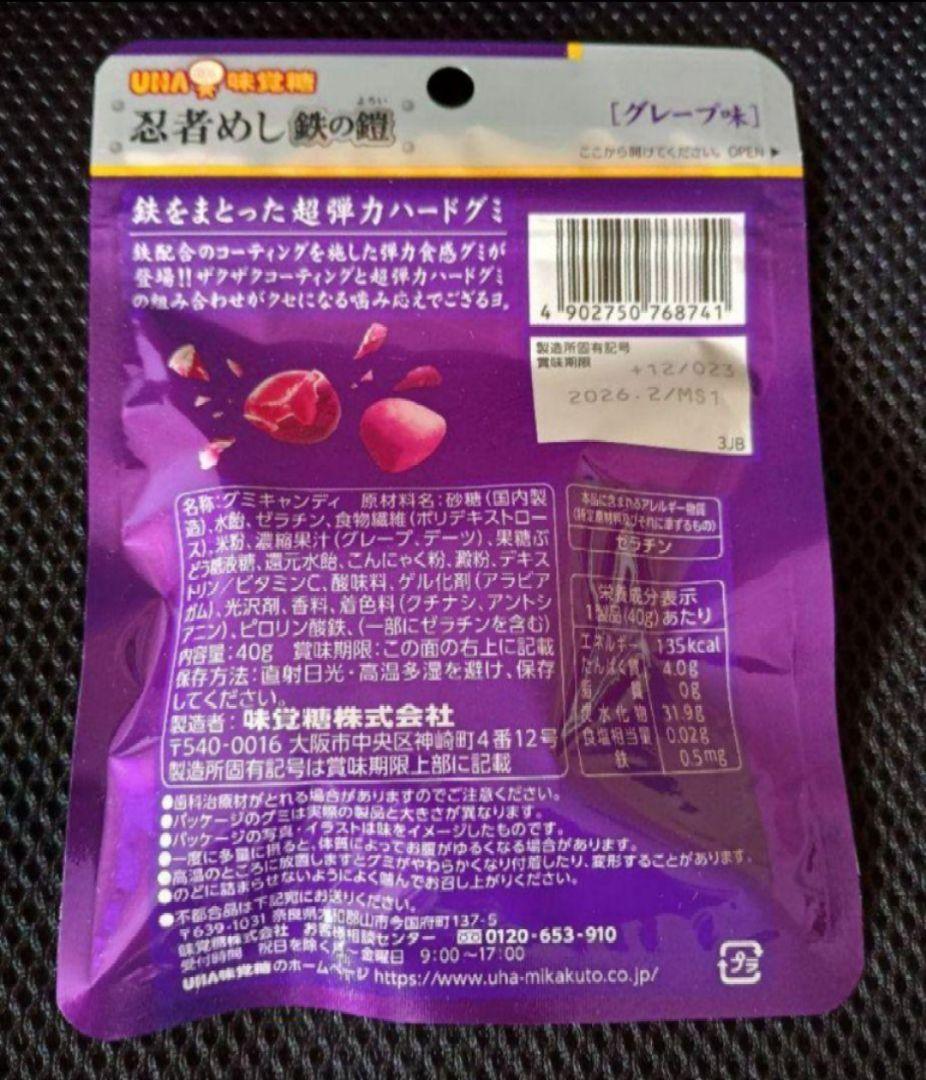 UHA味覚糖
忍者めし 鉄の鎧
よろい
[グレープ味]
ここから開けてください。OPEN ▶
鉄をまとった超弾力ハードグミ
鉄配合のコーティングを施した弾力食感グミが
登場!!ザクザクコーティングと超弾力ハードグミ
の組み合わせがクセになる噛み応えでござるヨ。
4 902750 768741
製造所固有記号
賞味期限
+12/023
2026.2/MS1
3JB
名称:グミキャンディ 原材料名:砂糖(国内製
造)、水飴、ゼラチン、食物繊維(ポリデキストロー
ス)、米粉、濃縮果汁(グレープ、デーツ)、果糖ぶ
どう糖液糖、還元水飴、こんにゃく粉、澱粉、デキス
トリン/ビタミンC、酸味料、ゲル化剤(アラビア
ガム)、光沢剤、香料、着色料(クチナシ、アントシ
アニン)、ピロリン酸鉄、(一部にゼラチンを含む)
内容量:40g 賞味期限:この面の右上に記載
保存方法:直射日光・高温多湿を避け、保存
してください。
製造者:味覚糖株式会社
〒540-0016 大阪市中央区神崎町4番12号
製造所固有記号は賞味期限上部に記載
本品に含まれるアレルギー物質
(特定原材料及びそれに準ずるもの)
ゼラチン
栄養成分表示
1製品(40g)あたり
エネルギー 135kcal
たんぱく質 4.0g
脂質 0g
炭水化物 31.9g
食塩相当量 0.02g
鉄 0.5mg
●歯科治療材がとれる場合がありますのでご注意ください。
●パッケージのグミは実際の製品と大きさが異なります。
●パッケージの写真・イラストは味をイメージしたものです。
●一度に多量に摂ると、体質によってお腹がゆるくなる場合があります。
●高温のところに放置しますとグミがやわらかくなり付着したり、変形することがあります。
●のどに詰まらせないようによく噛んでお召し上がりください。
●不都合品は下記宛にお送りください。
〒639-1031 奈良県大和郡山市今国府町137-5
味覚糖株式会社 お客様相談センター 0120-653-910
受付時間 祝日を除く月～金曜日 9:00～17:00
UHA味覚糖のホームページ https://www.uha-mikakuto.co.jp/
プラ